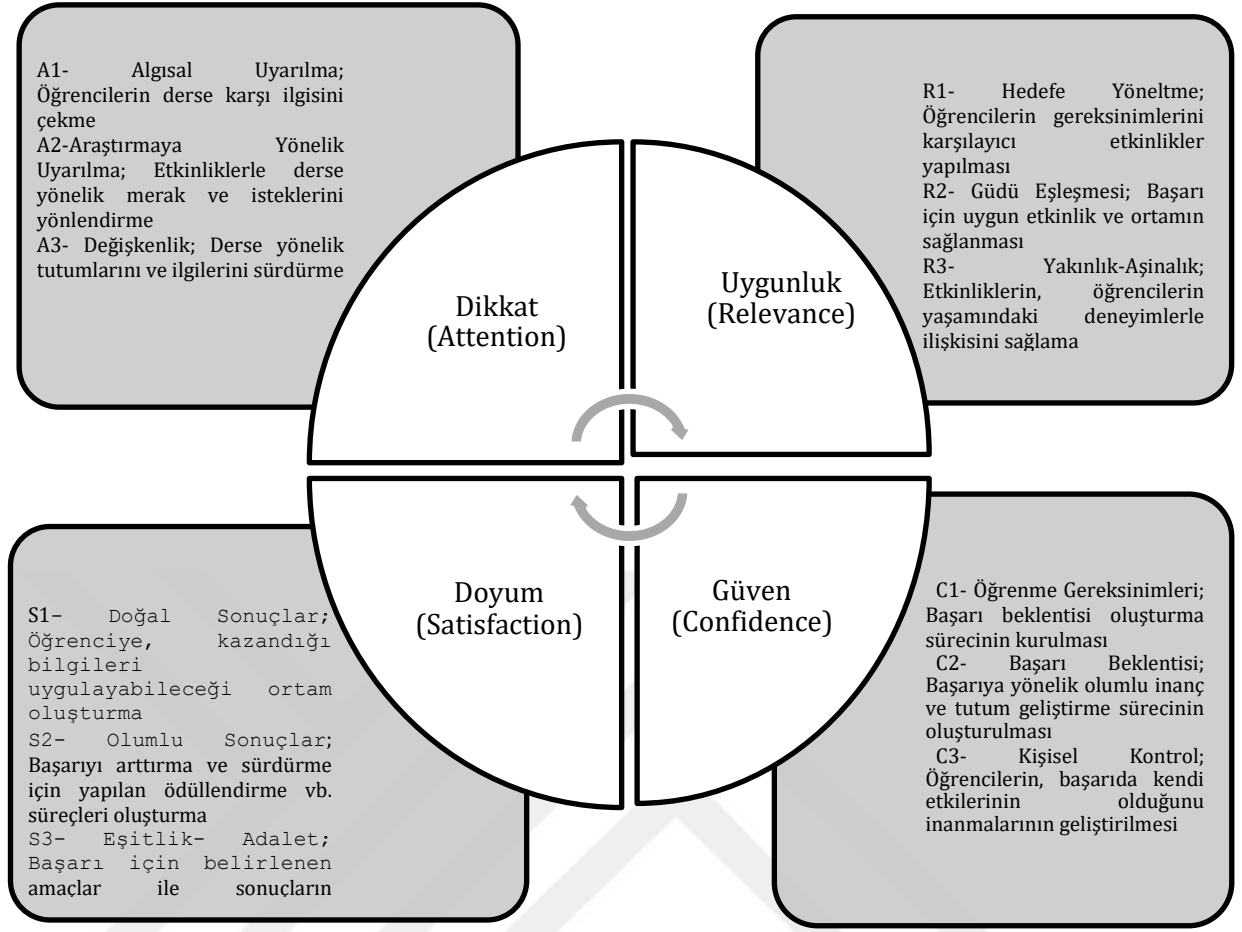 A1- Algısal Uyarılma;
Öğrencilerin derse karşı ilgisini
çekme
A2-Araştırmaya Yönelik
Uyarılma; Etkinliklerle derse
yönelik merak ve isteklerini
yönlendirme
A3- Değişkenlik; Derse yönelik
tutumlarını ve ilgilerini sürdürme
R1- Hedefe Yöneltme;
Öğrencilerin gereksinimlerini
karşılayıcı etkinlikler
yapılması
R2- Güdü Eşleşmesi; Başarı
için uygun etkinlik ve ortamın
sağlanması
R3- Yakınlık-Aşinalık;
Etkinliklerin, öğrencilerin
yaşamındaki deneyimlerle
ilişkisini sağlama
Dikkat
(Attention)
Uygunluk
(Relevance)
Doyum
(Satisfaction)
Güven
(Confidence)
S1- Doğal Sonuçlar;
Öğrenciye, kazandığı
bilgileri
uygulayabileceği ortam
oluşturma
S2- Olumlu Sonuçlar;
Başarıyı arttırma ve sürdürme
için yapılan ödüllendirme vb.
süreçleri oluşturma
S3- Eşitlik- Adalet;
Başarı için belirlenen
amaçlar ile sonuçların
C1- Öğrenme Gereksinimleri;
Başarı beklentisi oluşturma
sürecinin kurulması
C2- Başarı Beklentisi;
Başarıya yönelik olumlu inanç
ve tutum geliştirme sürecinin
oluşturulması
C3- Kişisel Kontrol;
Öğrencilerin, başarıda kendi
etkilerinin olduğunu
inanmalarının geliştirilmesi